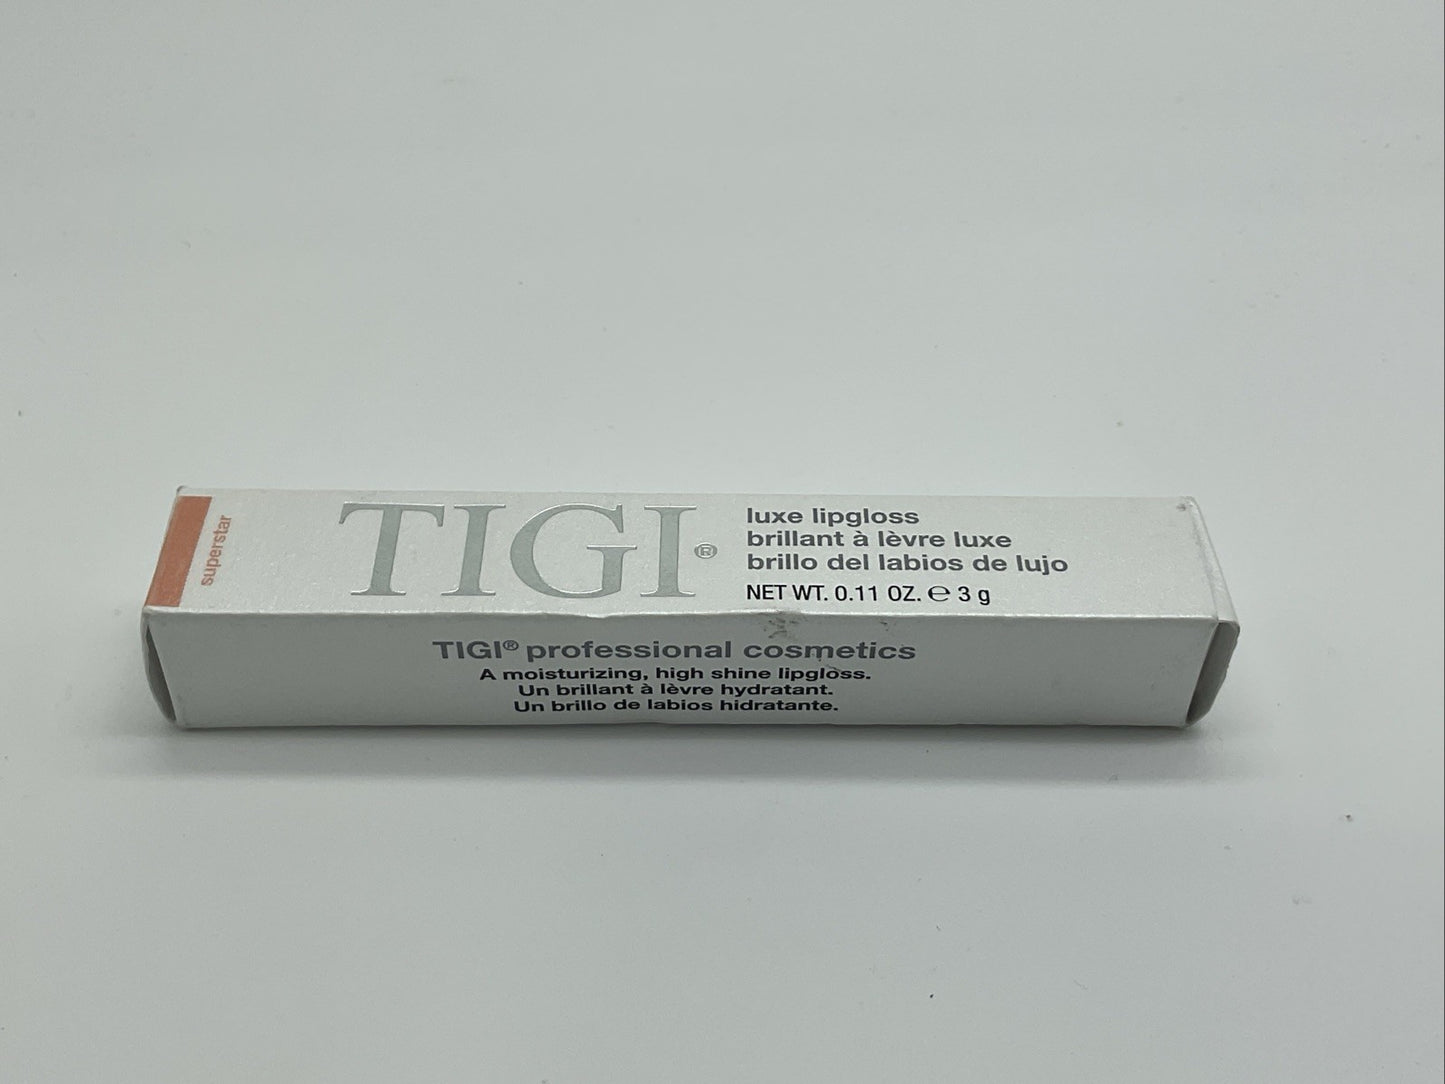 superstar
TIGI®
luxe lipgloss
brillant à lèvre luxe
brillo del labios de lujo
NET WT. 0.11 OZ. ℮ 3 g
TIGI® professional cosmetics
A moisturizing, high shine lipgloss.
Un brillant à lèvre hydratant.
Un brillo de labios hidratante.